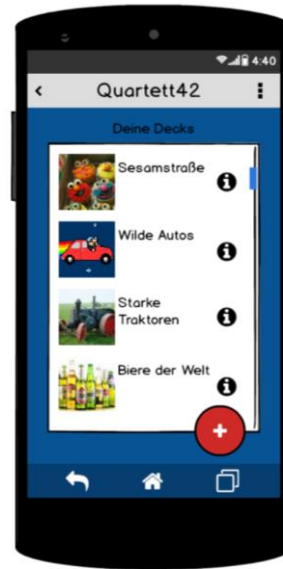 4:40
Quartett42
Deine Decks
Sesamstraße
Wilde Autos
Starke
Traktoren
Biere der Welt